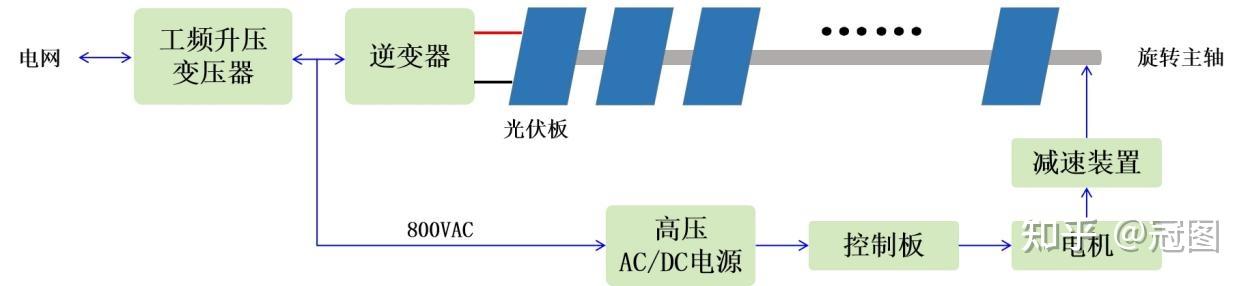 电网
工频升压
变压器
逆变器
光伏板
旋转主轴
减速装置
800VAC
高压
AC/DC电源
控制板
电机
知乎 @冠图